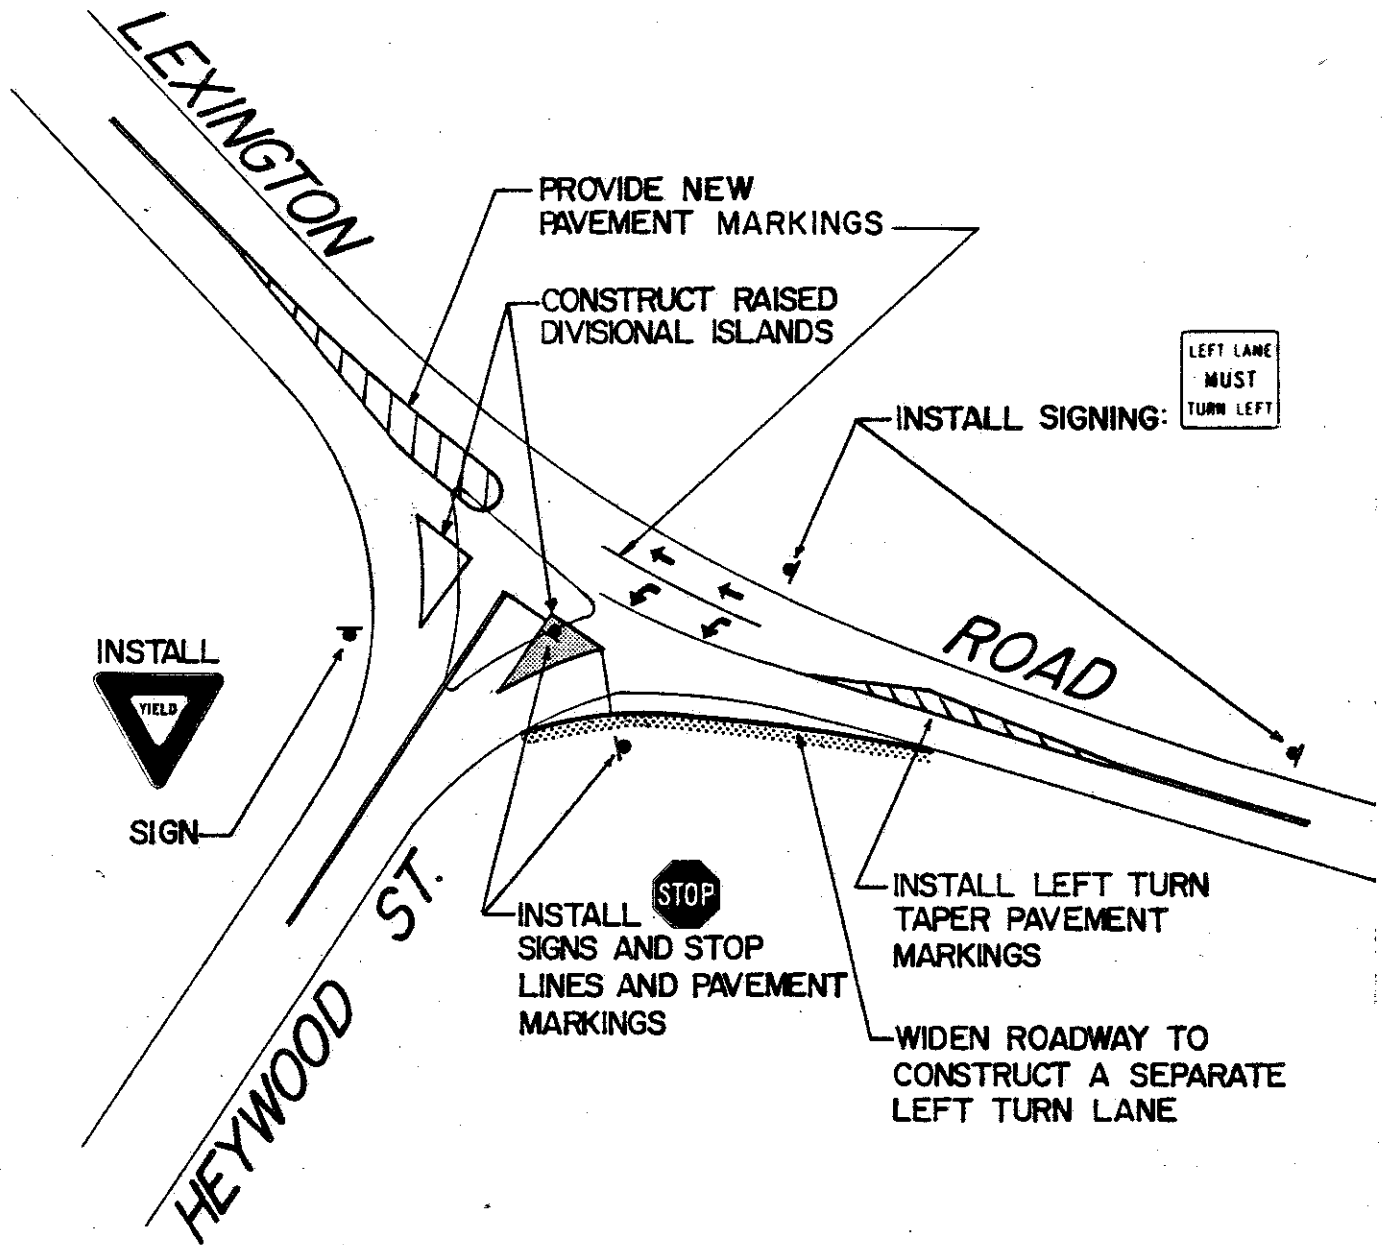 LEXINGTON
PROVIDE NEW
PAVEMENT MARKINGS
CONSTRUCT RAISED
DIVISIONAL ISLANDS
LEFT LANE
MUST
TURN LEFT
INSTALL SIGNING:
ROAD
INSTALL
YIELD
SIGN
HEYWOOD ST.
INSTALL STOP
SIGNS AND STOP
LINES AND PAVEMENT
MARKINGS
INSTALL LEFT TURN
TAPER PAVEMENT
MARKINGS
WIDEN ROADWAY TO
CONSTRUCT A SEPARATE
LEFT TURN LANE